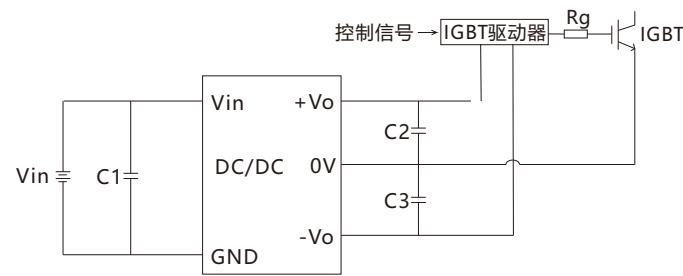 Rg
控制信号
IGBT驱动器
IGBT
Vin
+Vo
C2
Vin
C1
DC/DC
0V
C3
-Vo
GND